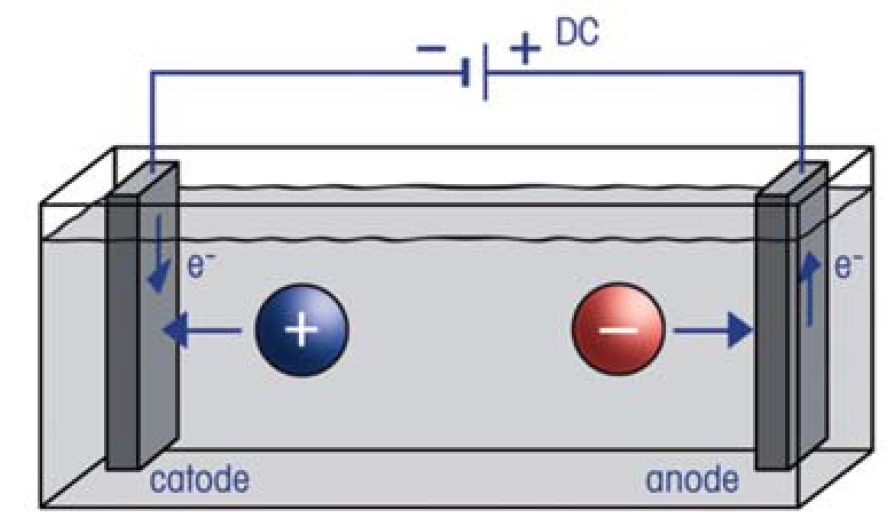 − + DC
e⁻ e⁻
+ −
catode anode